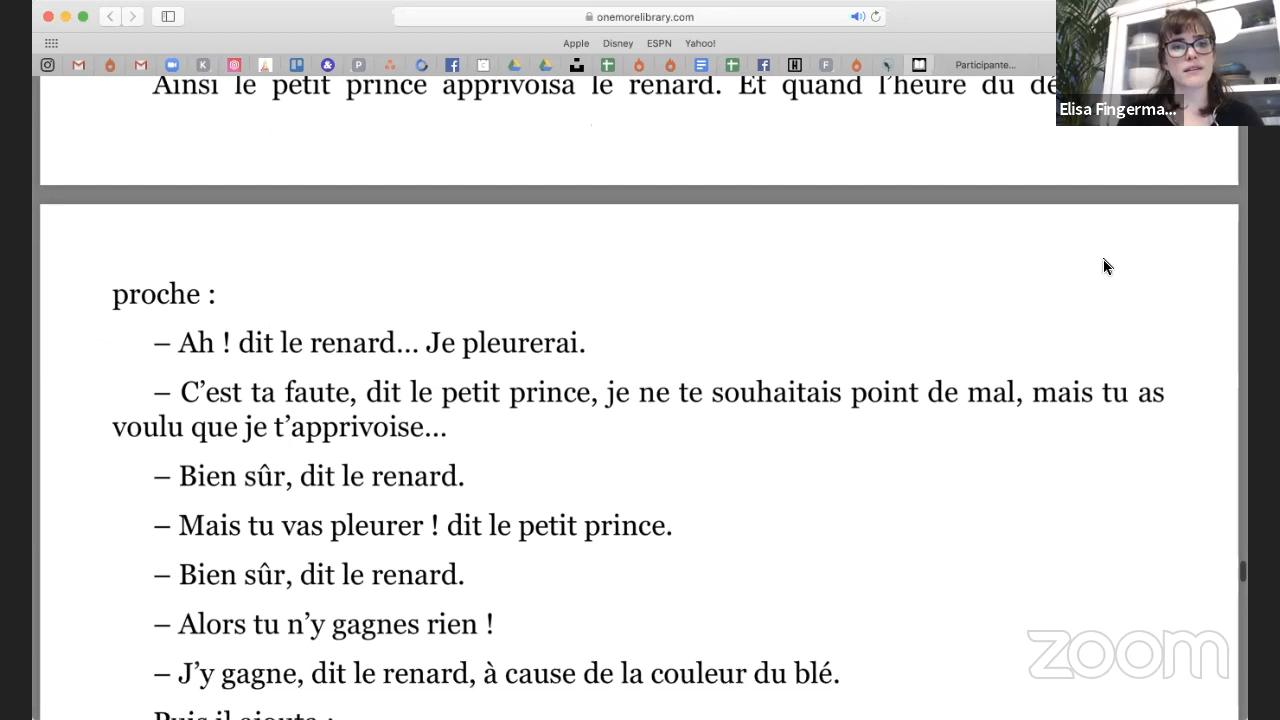 onemorelibrary.com
Apple Disney ESPN Yahoo!
Participante...
Ainsi le petit prince apprivoisa le renard. Et quand l'heure du
Elisa Fingerma...
proche :
– Ah ! dit le renard… Je pleurerai.
– C’est ta faute, dit le petit prince, je ne te souhaitais point de mal, mais tu as
voulu que je t’apprivoise…
– Bien sûr, dit le renard.
– Mais tu vas pleurer ! dit le petit prince.
– Bien sûr, dit le renard.
– Alors tu n’y gagnes rien !
– J’y gagne, dit le renard, à cause de la couleur du blé.
Puis il ajouta :
zoom